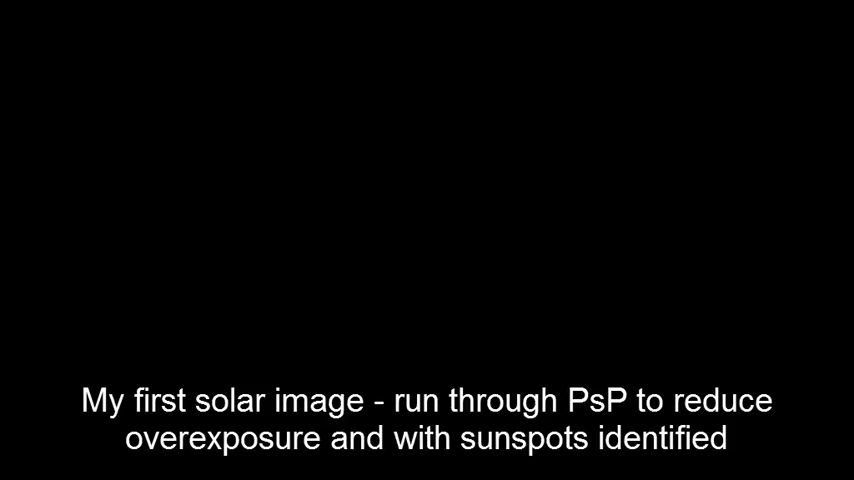 My first solar image - run through PsP to reduce
overexposure and with sunspots identified